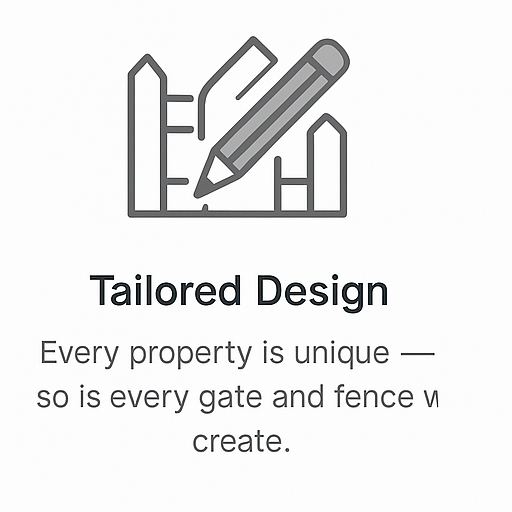 Tailored Design
Every property is unique —
so is every gate and fence
create.